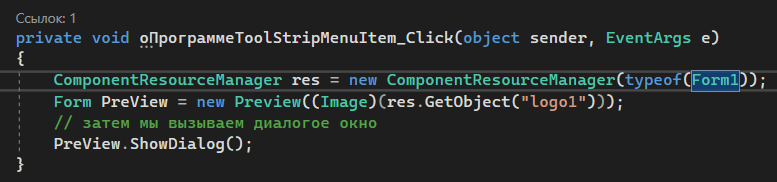 Ссылок: 1
private void оПрограммеToolStripMenuItem_Click(object sender, EventArgs e)
{
ComponentResourceManager res = new ComponentResourceManager(typeof(Form1));
Form PreView = new Preview((Image)(res.GetObject("logo1")));
// затем мы вызываем диалогое окно
PreView.ShowDialog();
}